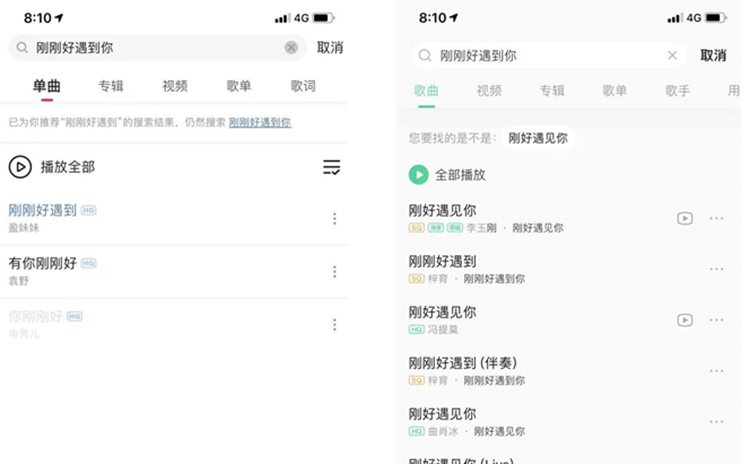 8:10
4G
刚刚好遇到你
取消
单曲 专辑 视频 歌单 歌词
已为你推荐“刚刚好遇到”的搜索结果，仍然搜索 刚刚好遇到你
播放全部
刚刚好遇到 HQ
盈妹妹
有你刚刚好 HQ
袁野
你刚刚好 HQ
8:10
4G
刚刚好遇到你
取消
歌曲 视频 专辑 歌单 歌手 用
您要找的是不是： 刚好遇见你
全部播放
刚好遇见你
SQ 独家 李玉刚 · 刚好遇见你
刚刚好遇到
SQ 梓育 · 刚刚好遇到你
刚好遇见你
HQ 冯提莫
刚刚好遇到 (伴奏)
SQ 梓育 · 刚刚好遇到你
刚好遇见你
HQ 曲肖冰 · 刚好遇见你
刚好遇见你 (Live)